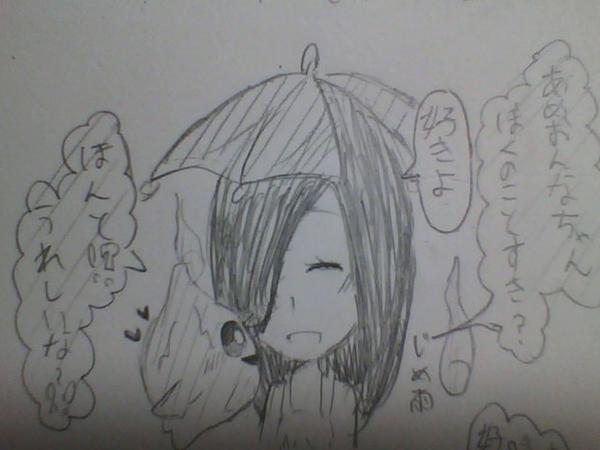 あめおんなちゃん
ぼくのことすき？
好きよ
じめ雨
ほんと
うれしいな？
好